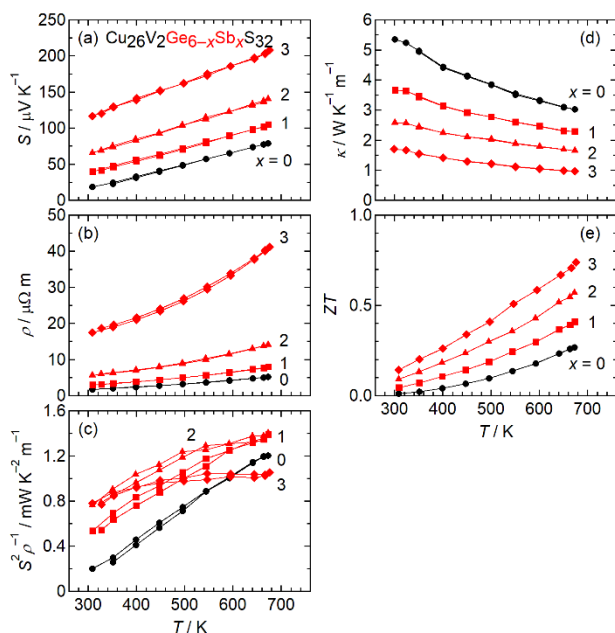 (a) Cu26V2Ge6−xSbxS32
250
200
150
100
50
0
S / μV K−1
3
2
1
x = 0
(b)
50
40
30
20
10
0
ρ / μΩ m
3
2
1
0
(c)
1.6
1.2
0.8
0.4
0
S2 ρ−1 / mW K−2 m−1
2
1
0
3
300 400 500 600 700
T / K
(d)
6
5
4
3
2
1
0
κ / W K−1 m−1
x = 0
1
2
3
(e)
1.0
0.5
0.0
ZT
3
2
1
x = 0
300 400 500 600 700
T / K